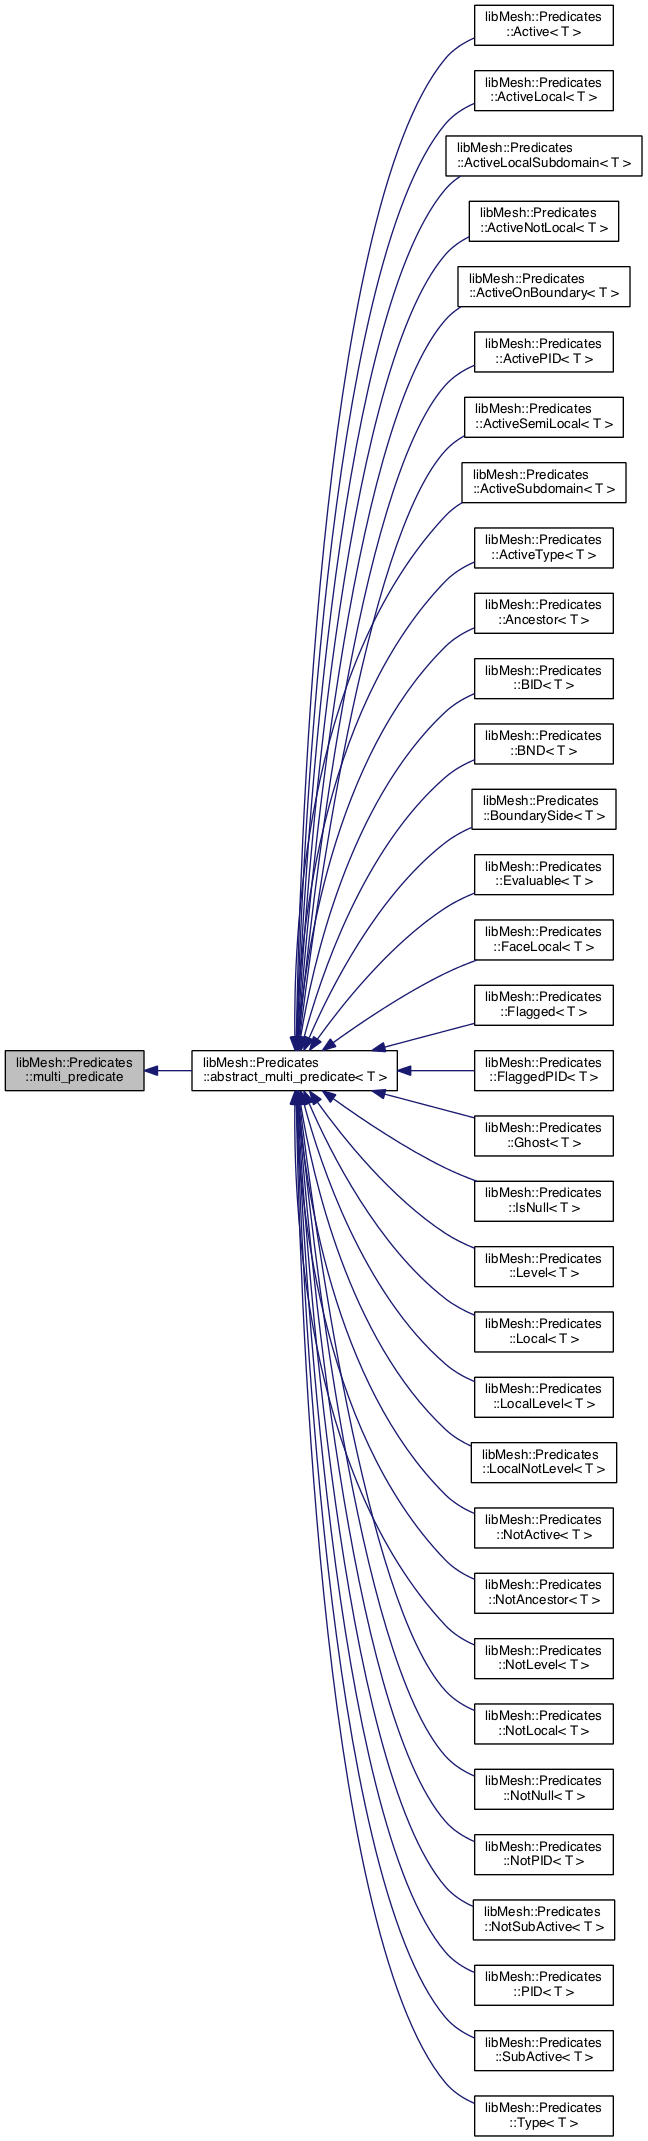 libMesh::Predicates
::Active< T >
libMesh::Predicates
::ActiveLocal< T >
libMesh::Predicates
::ActiveLocalSubdomain< T >
libMesh::Predicates
::ActiveNotLocal< T >
libMesh::Predicates
::ActiveOnBoundary< T >
libMesh::Predicates
::ActivePID< T >
libMesh::Predicates
::ActiveSemiLocal< T >
libMesh::Predicates
::ActiveSubdomain< T >
libMesh::Predicates
::ActiveType< T >
libMesh::Predicates
::Ancestor< T >
libMesh::Predicates
::BID< T >
libMesh::Predicates
::BND< T >
libMesh::Predicates
::BoundarySide< T >
libMesh::Predicates
::Evaluable< T >
libMesh::Predicates
::FaceLocal< T >
libMesh::Predicates
::Flagged< T >
libMesh::Predicates
::multi_predicate
libMesh::Predicates
::abstract_multi_predicate< T >
libMesh::Predicates
::FlaggedPID< T >
libMesh::Predicates
::Ghost< T >
libMesh::Predicates
::IsNull< T >
libMesh::Predicates
::Level< T >
libMesh::Predicates
::Local< T >
libMesh::Predicates
::LocalLevel< T >
libMesh::Predicates
::LocalNotLevel< T >
libMesh::Predicates
::NotActive< T >
libMesh::Predicates
::NotAncestor< T >
libMesh::Predicates
::NotLevel< T >
libMesh::Predicates
::NotLocal< T >
libMesh::Predicates
::NotNull< T >
libMesh::Predicates
::NotPID< T >
libMesh::Predicates
::NotSubActive< T >
libMesh::Predicates
::PID< T >
libMesh::Predicates
::SubActive< T >
libMesh::Predicates
::Type< T >